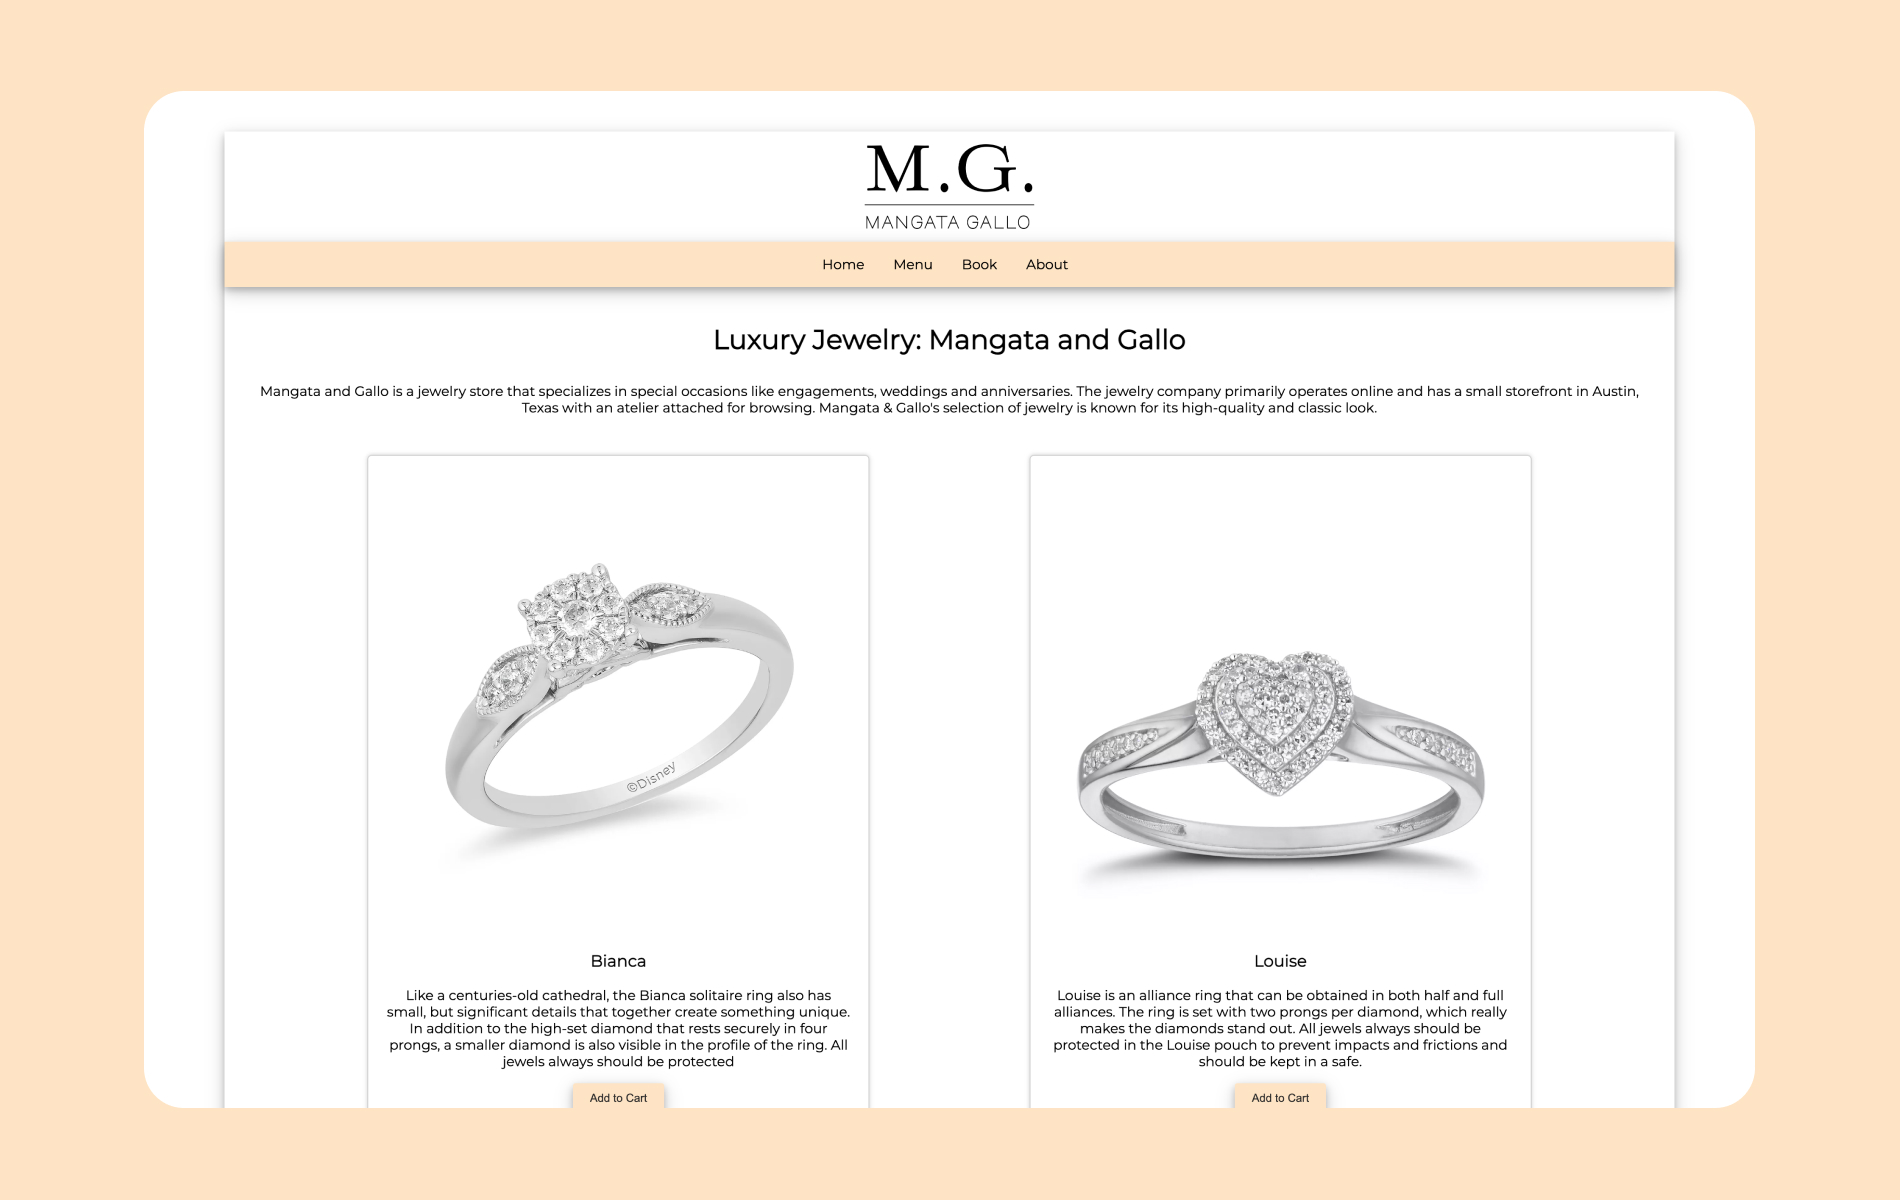 M.G.
MANGATA GALLO
Home Menu Book About
Luxury Jewelry: Mangata and Gallo
Mangata and Gallo is a jewelry store that specializes in special occasions like engagements, weddings and anniversaries. The jewelry company primarily operates online and has a small storefront in Austin,
Texas with an atelier attached for browsing. Mangata & Gallo's selection of jewelry is known for its high-quality and classic look.
©Disney
Bianca
Like a centuries-old cathedral, the Bianca solitaire ring also has
small, but significant details that together create something unique.
In addition to the high-set diamond that rests securely in four
prongs, a smaller diamond is also visible in the profile of the ring. All
jewels always should be protected
Add to Cart
Louise
Louise is an alliance ring that can be obtained in both half and full
alliances. The ring is set with two prongs per diamond, which really
makes the diamonds stand out. All jewels always should be
protected in the Louise pouch to prevent impacts and frictions and
should be kept in a safe.
Add to Cart